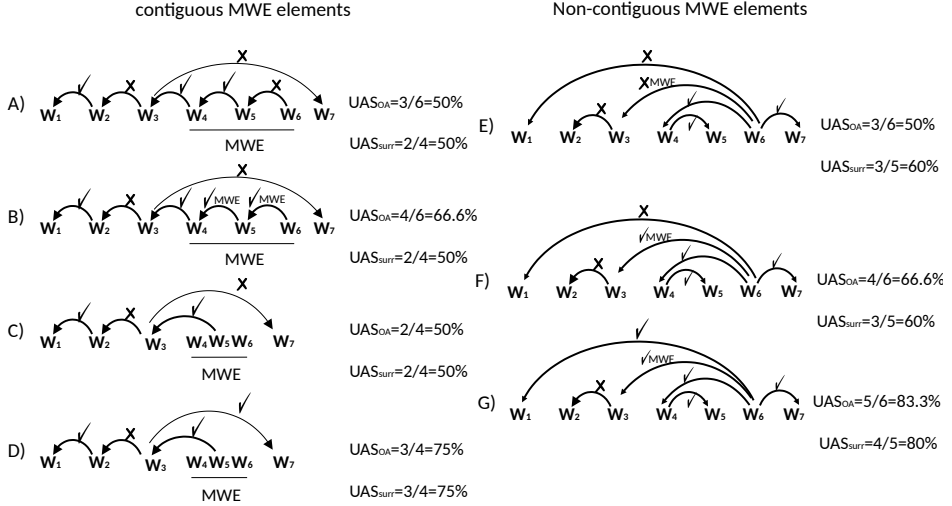 contiguous MWE elements
A) W1 W2 W3 W4 W5 W6 W7
MWE
UASOA=3/6=50%
UASsurr=2/4=50%
B) W1 W2 W3 W4 W5 W6 W7
MWE MWE
MWE
UASOA=4/6=66.6%
UASsurr=2/4=50%
C) W1 W2 W3 W4W5W6 W7
MWE
UASOA=2/4=50%
UASsurr=2/4=50%
D) W1 W2 W3 W4W5W6 W7
MWE
UASOA=3/4=75%
UASsurr=3/4=75%
Non-contiguous MWE elements
MWE
E) W1 W2 W3 W4 W5 W6 W7
UASOA=3/6=50%
UASsurr=3/5=60%
MWE
F) W1 W2 W3 W4 W5 W6 W7
UASOA=4/6=66.6%
UASsurr=3/5=60%
MWE
G) W1 W2 W3 W4 W5 W6 W7
UASOA=5/6=83.3%
UASsurr=4/5=80%